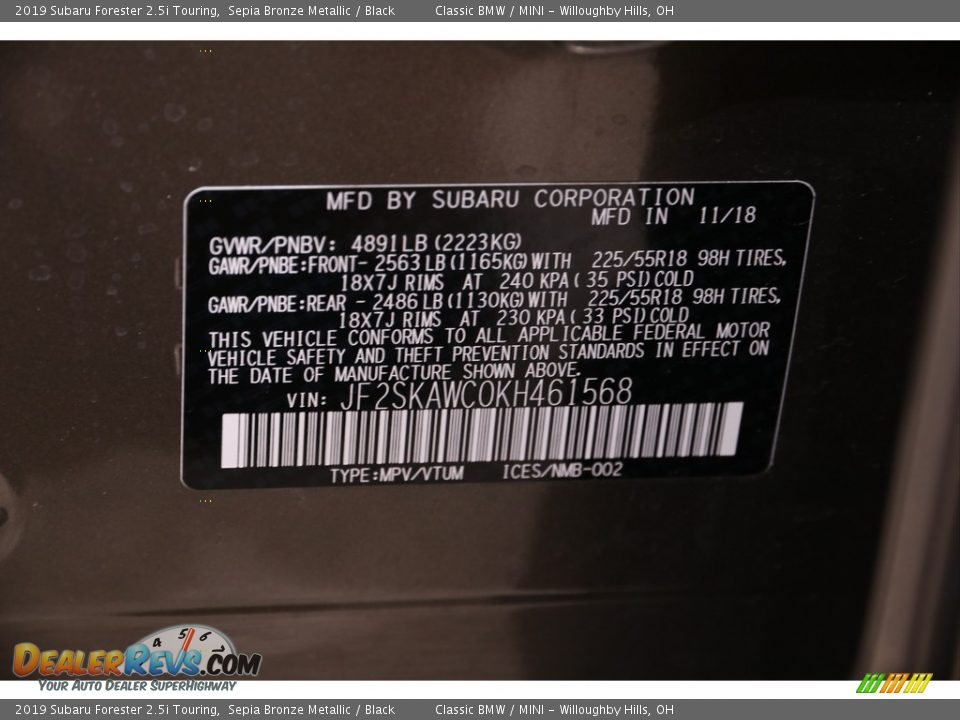 2019 Subaru Forester 2.5i Touring, Sepia Bronze Metallic / Black Classic BMW / MINI - Willoughby Hills, OH
MFD BY SUBARU CORPORATION
MFD IN 11/18
GVWR/PNBV: 4891LB (2223KG)
GAWR/PNBE:FRONT- 2563LB (1165KG) WITH 225/55R18 98H TIRES,
18X7J RIMS AT 240 KPA( 35 PSI) COLD
GAWR/PNBE:REAR - 2486LB (1130KG) WITH 225/55R18 98H TIRES,
18X7J RIMS AT 230 KPA( 33 PSI) COLD
THIS VEHICLE CONFORMS TO ALL APPLICABLE FEDERAL MOTOR
VEHICLE SAFETY AND THEFT PREVENTION STANDARDS IN EFFECT ON
THE DATE OF MANUFACTURE SHOWN ABOVE.
VIN: JF2SKAWC0KH461568
TYPE:MPV/VTUM ICES/NMB-002
4 5 6 7
DEALERREVS.COM
YOUR AUTO DEALER SUPERHIGHWAY
2019 Subaru Forester 2.5i Touring, Sepia Bronze Metallic / Black Classic BMW / MINI - Willoughby Hills, OH